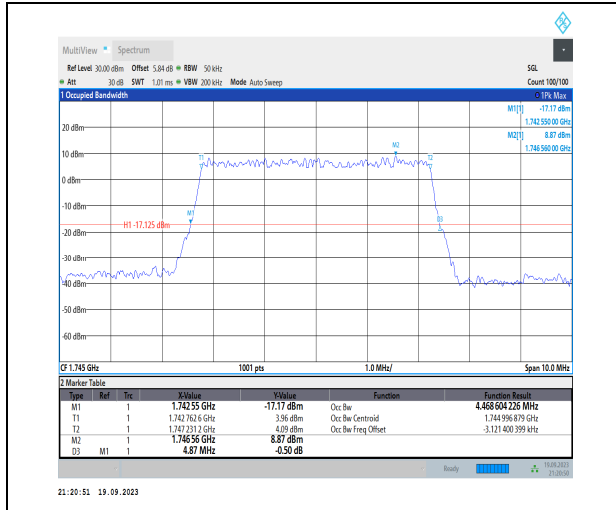 MultiView Spectrum
Ref Level 30.00 dBm Offset 5.84 dB RBW 50 kHz SGL
Att 30 dB SWT 1.01 ms VBW 200 kHz Mode Auto Sweep Count 100/100
1 Occupied Bandwidth 1Pk Max
M1[1] -17.17 dBm
1.742 550 00 GHz
M2[1] 8.87 dBm
1.746 560 00 GHz
20 dBm
10 dBm
0 dBm
-10 dBm
-20 dBm
-30 dBm
-40 dBm
-50 dBm
-60 dBm
T1
M2
T2
M1
D3
H1 -17.125 dBm
CF 1.745 GHz 1001 pts 1.0 MHz/ Span 10.0 MHz
2 Marker Table
Type Ref Trc X-Value Y-Value Function Function Result
M1 1 1.742 55 GHz -17.17 dBm Occ Bw 4.468 604 226 MHz
T1 1 1.742 762 6 GHz 3.96 dBm Occ Bw Centroid 1.744 996 879 GHz
T2 1 1.747 231 2 GHz 4.09 dBm Occ Bw Freq Offset -3.121 400 399 kHz
M2 1 1.746 56 GHz 8.87 dBm
D3 M1 1 4.87 MHz -0.50 dB
Ready 19.09.2023
21:20:50
21:20:51 19.09.2023